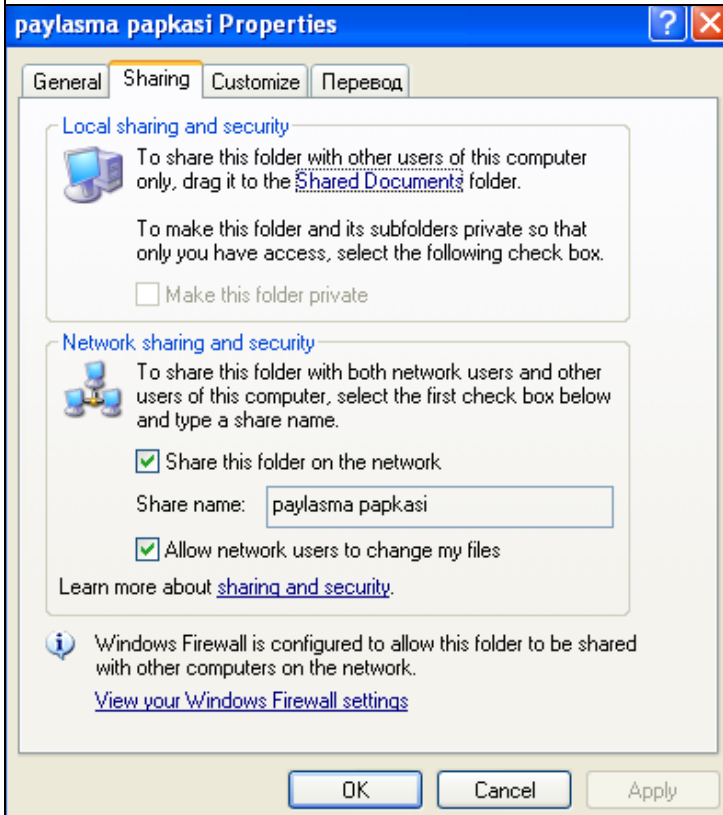 paylasma papkasi Properties
General Sharing Customize Перевод
Local sharing and security
To share this folder with other users of this computer
only, drag it to the Shared Documents folder.
To make this folder and its subfolders private so that
only you have access, select the following check box.
Make this folder private
Network sharing and security
To share this folder with both network users and other
users of this computer, select the first check box below
and type a share name.
Share this folder on the network
Share name: paylasma papkasi
Allow network users to change my files
Learn more about sharing and security.
Windows Firewall is configured to allow this folder to be shared
with other computers on the network.
View your Windows Firewall settings
OK Cancel Apply